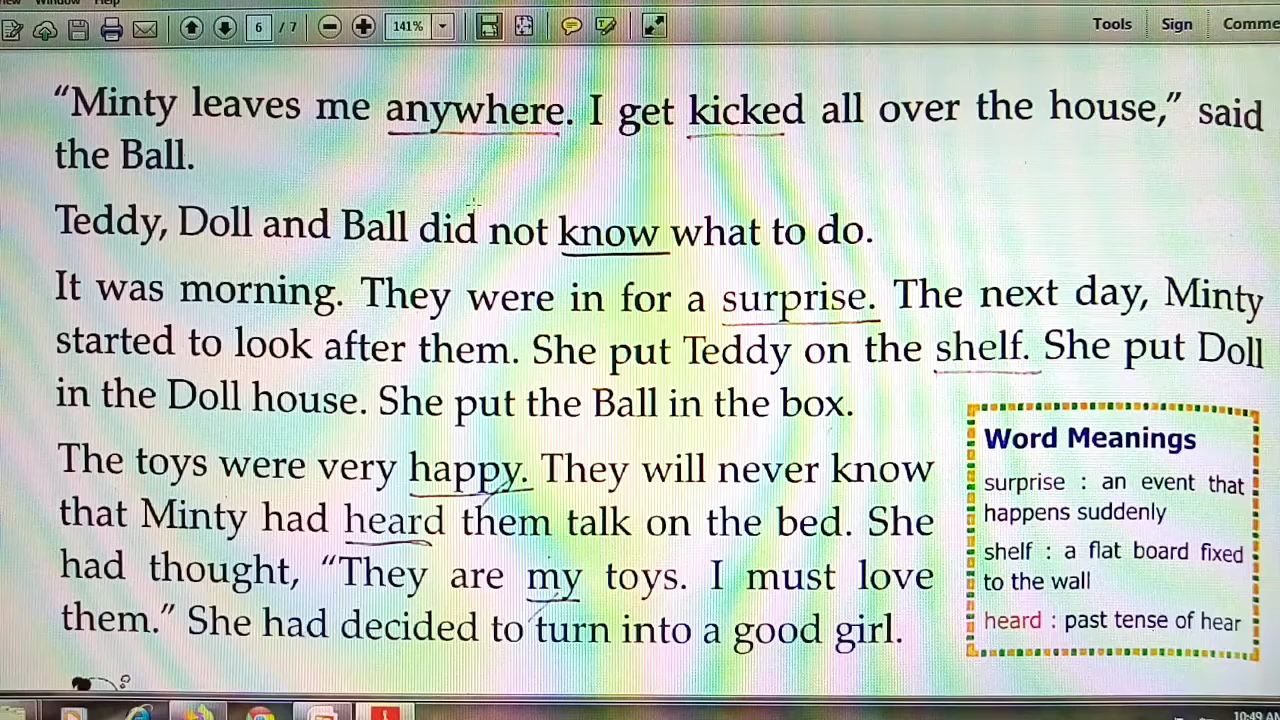 Window Help
6 / 7
141%
Tools
Sign
“Minty leaves me anywhere. I get kicked all over the house,” said
the Ball.
Teddy, Doll and Ball did not know what to do.
It was morning. They were in for a surprise. The next day, Minty
started to look after them. She put Teddy on the shelf. She put Doll
in the Doll house. She put the Ball in the box.
The toys were very happy. They will never know
that Minty had heard them talk on the bed. She
had thought, “They are my toys. I must love
them.” She had decided to turn into a good girl.
Word Meanings
surprise : an event that
happens suddenly
shelf : a flat board fixed
to the wall
heard : past tense of hear
10:49 AM